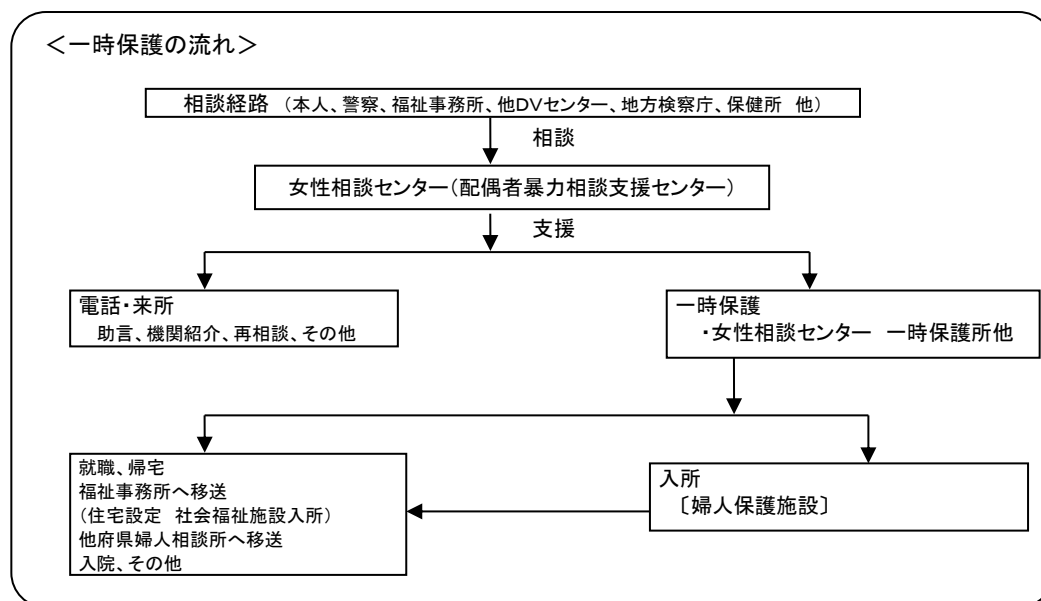 ＜一時保護の流れ＞
相談経路　（本人、警察、福祉事務所、他DVセンター、地方検察庁、保健所　他）
相談
女性相談センター（配偶者暴力相談支援センター）
支援
電話・来所
助言、機関紹介、再相談、その他
一時保護
・女性相談センター　一時保護所他
就職、帰宅
福祉事務所へ移送
（住宅設定　社会福祉施設入所）
他府県婦人相談所へ移送
入院、その他
入所
〔婦人保護施設〕